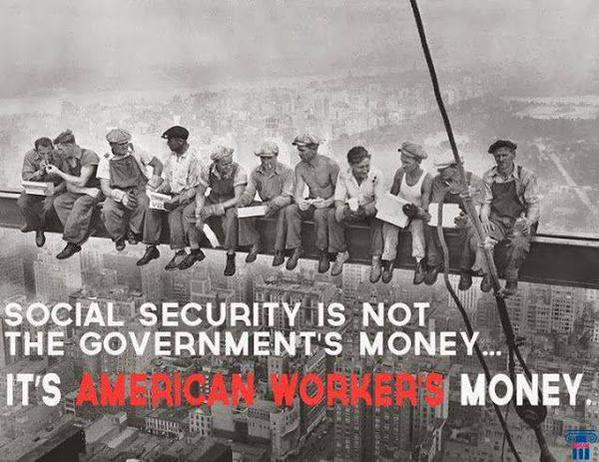 SOCIAL SECURITY IS NOT
THE GOVERNMENT'S MONEY...
IT'S AMERICAN WORKER'S MONEY.